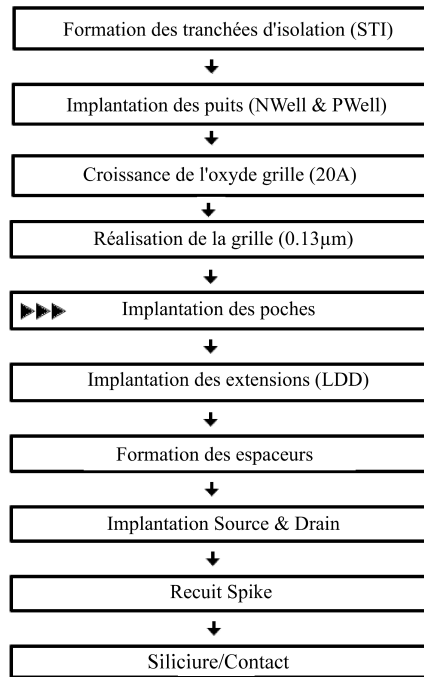 Formation des tranchées d'isolation (STI)
Implantation des puits (NWell & PWell)
Croissance de l'oxyde grille (20A)
Réalisation de la grille (0.13µm)
Implantation des poches
Implantation des extensions (LDD)
Formation des espaceurs
Implantation Source & Drain
Recuit Spike
Siliciure/Contact